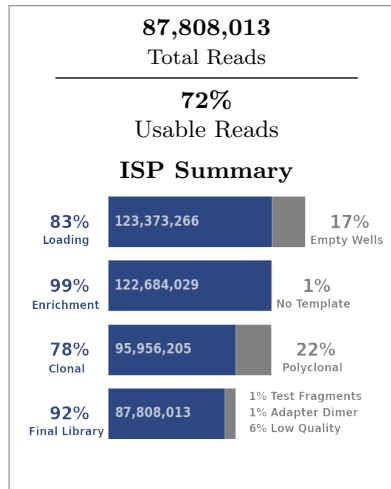 87,808,013
Total Reads
72%
Usable Reads
ISP Summary
83%
Loading
123,373,266
17%
Empty Wells
99%
Enrichment
122,684,029
1%
No Template
78%
Clonal
95,956,205
22%
Polyclonal
92%
Final Library
87,808,013
1% Test Fragments
1% Adapter Dimer
6% Low Quality